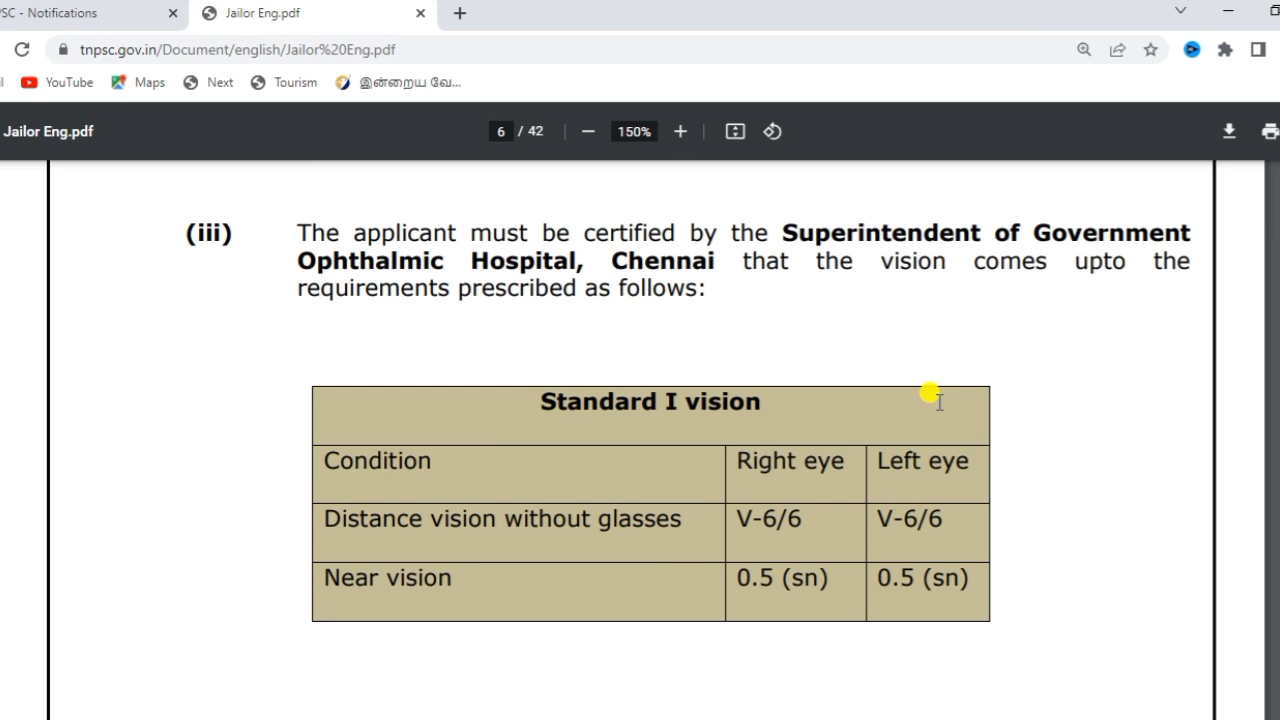 SC - Notifications
Jailor Eng.pdf
tnpsc.gov.in/Document/english/Jailor%20Eng.pdf
YouTube Maps Next Tourism இன்றைய வே...
Jailor Eng.pdf 6 / 42 150%
(iii) The applicant must be certified by the Superintendent of Government
Ophthalmic Hospital, Chennai that the vision comes upto the
requirements prescribed as follows:
Standard I vision
Condition Right eye Left eye
Distance vision without glasses V-6/6 V-6/6
Near vision 0.5 (sn) 0.5 (sn)